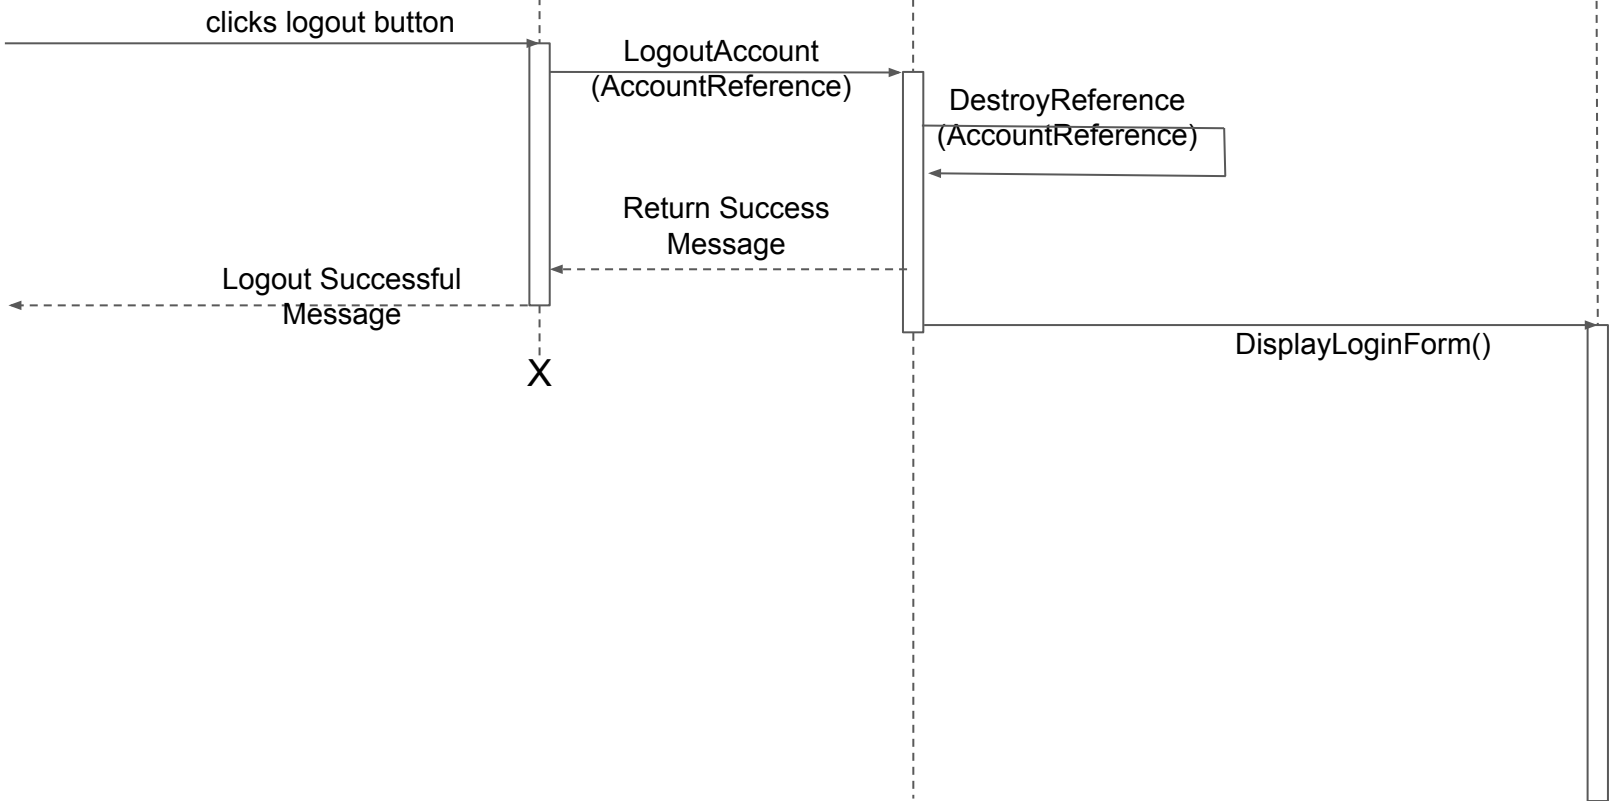 clicks logout button
LogoutAccount
(AccountReference)
DestroyReference
(AccountReference)
Return Success
Message
Logout Successful
Message
DisplayLoginForm()
X